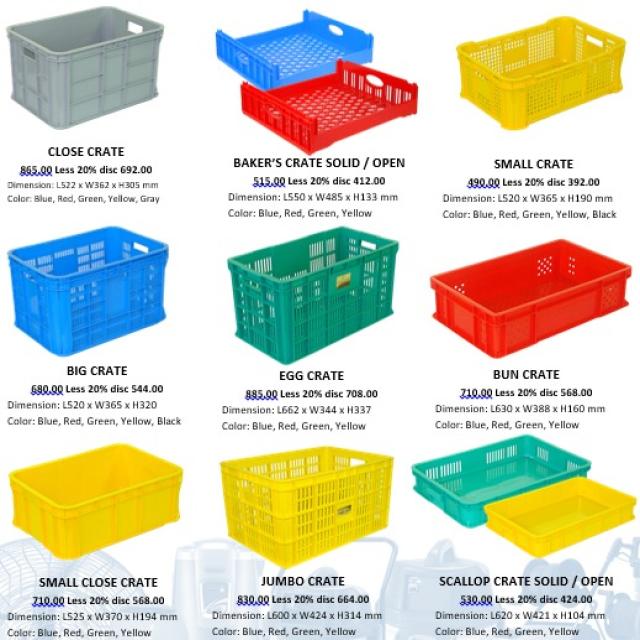 CLOSE CRATE
865.00 Less 20% disc 692.00
Dimension: L522 x W362 x H305 mm
Color: Blue, Red, Green, Yellow, Gray
BAKER'S CRATE SOLID / OPEN
515.00 Less 20% disc 412.00
Dimension: L550 x W485 x H133 mm
Color: Blue, Red, Green, Yellow
SMALL CRATE
490.00 Less 20% disc 392.00
Dimension: L520 x W365 x H190 mm
Color: Blue, Red, Green, Yellow, Black
BIG CRATE
680.00 Less 20% disc 544.00
Dimension: L520 x W365 x H320
Color: Blue, Red, Green, Yellow, Black
EGG CRATE
885.00 Less 20% disc 708.00
Dimension: L662 x W344 x H337
Color: Blue, Red, Green, Yellow
BUN CRATE
710.00 Less 20% disc 568.00
Dimension: L630 x W388 x H160 mm
Color: Blue, Red, Green, Yellow
SMALL CLOSE CRATE
710.00 Less 20% disc 568.00
Dimension: L525 x W370 x H194 mm
Color: Blue, Red, Green, Yellow
JUMBO CRATE
830.00 Less 20% disc 664.00
Dimension: L600 x W424 x H314 mm
Color: Blue, Red, Green, Yellow
SCALLOP CRATE SOLID / OPEN
530.00 Less 20% disc 424.00
Dimension: L620 x W421 x H104 mm
Color: Blue, Red, Green, Yellow